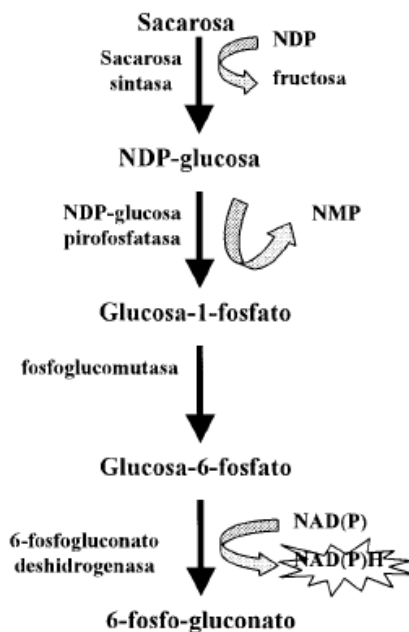 Sacarosa
Sacarosa
sintasa
NDP
fructosa
NDP-glucosa
NDP-glucosa
pirofosfatasa
NMP
Glucosa-1-fosfato
fosfoglucomutasa
Glucosa-6-fosfato
6-fosfogluconato
deshidrogenasa
NAD(P)
NAD(P)H
6-fosfo-gluconato